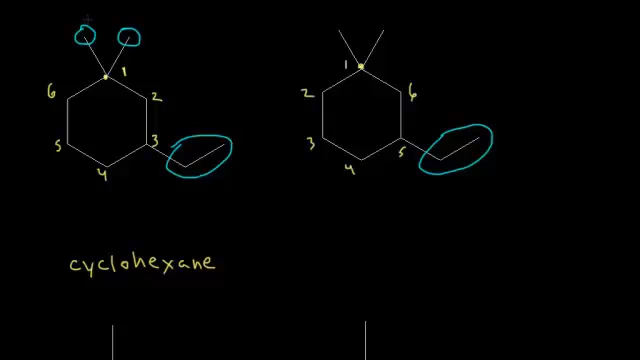 1 1
6 2 2 6
5 3 3 5
4 4
cyclohexane